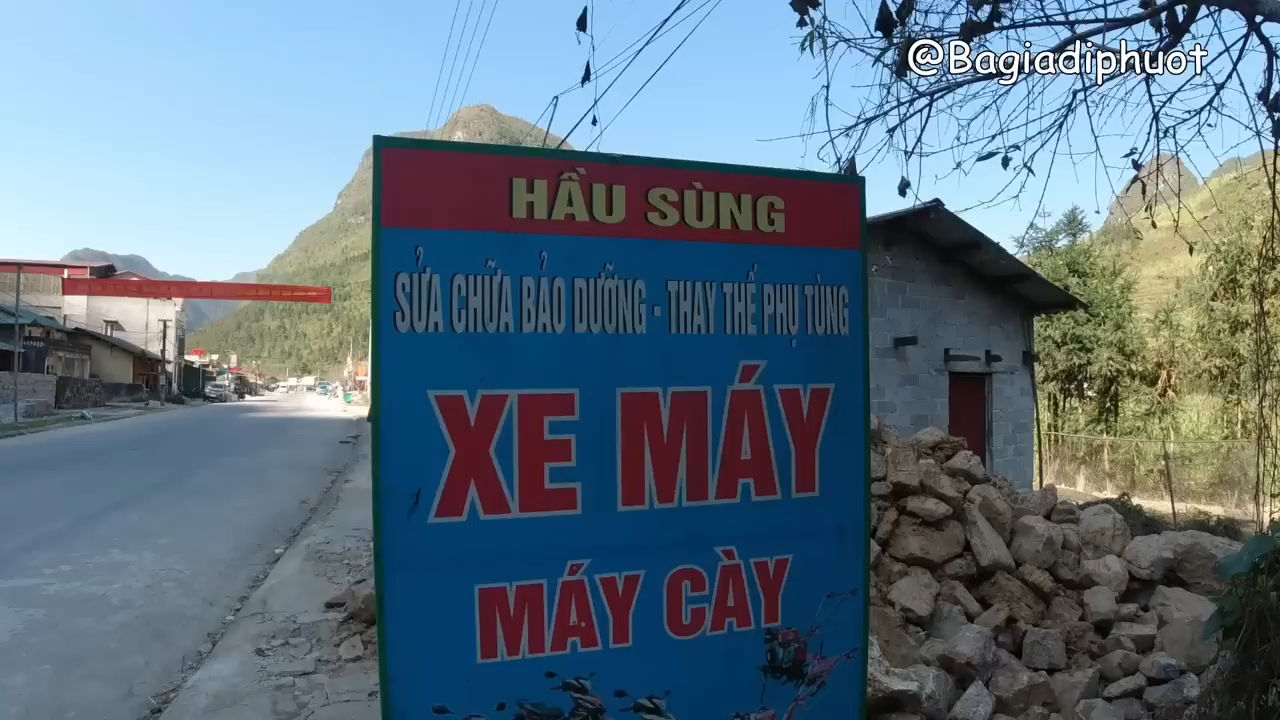 @Bagiadiphuot
HẦU SÙNG
SỬA CHỮA BẢO DƯỠNG - THAY THẾ PHỤ TÙNG
XE MÁY
MÁY CÀY